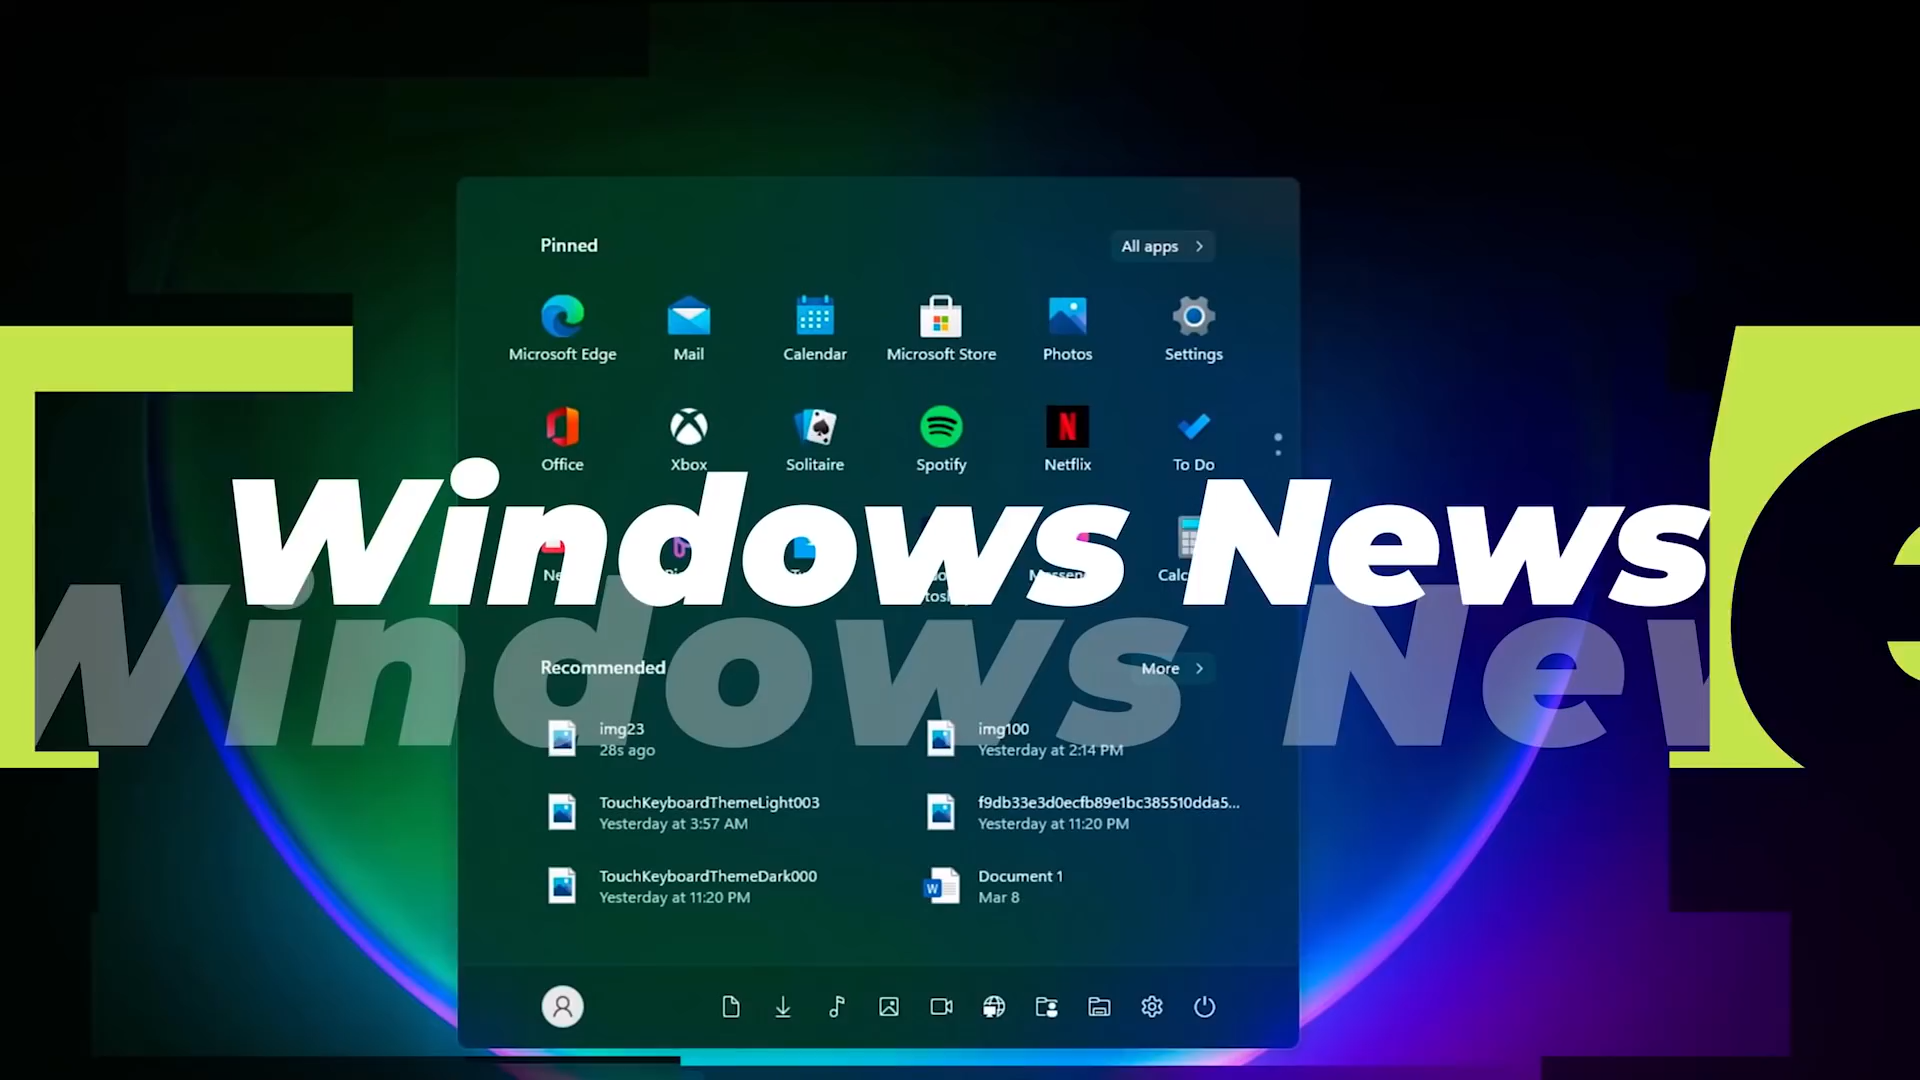 Pinned
All apps
Microsoft Edge
Mail
Calendar
Microsoft Store
Photos
Settings
Office
Xbox
Solitaire
Spotify
Netflix
To Do
Windows News
Windows New
Recommended
More
img23
28s ago
img100
Yesterday at 2:14 PM
TouchKeyboardThemeLight003
Yesterday at 3:57 AM
f9db33e3d0ecfb89e1bc385510dda5...
Yesterday at 11:20 PM
TouchKeyboardThemeDark000
Yesterday at 11:20 PM
Document 1
Mar 8